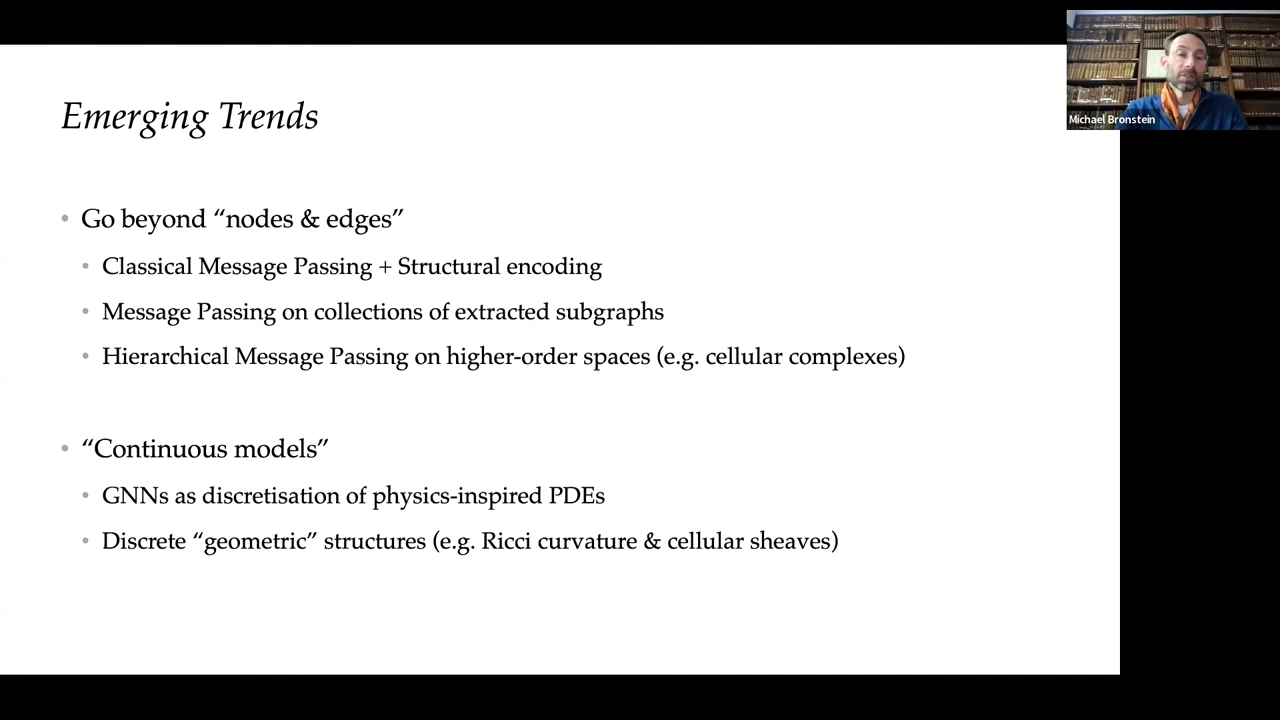 Michael Bronstein
Emerging Trends
• Go beyond “nodes & edges”
• Classical Message Passing + Structural encoding
• Message Passing on collections of extracted subgraphs
• Hierarchical Message Passing on higher-order spaces (e.g. cellular complexes)
• “Continuous models”
• GNNs as discretisation of physics-inspired PDEs
• Discrete “geometric” structures (e.g. Ricci curvature & cellular sheaves)